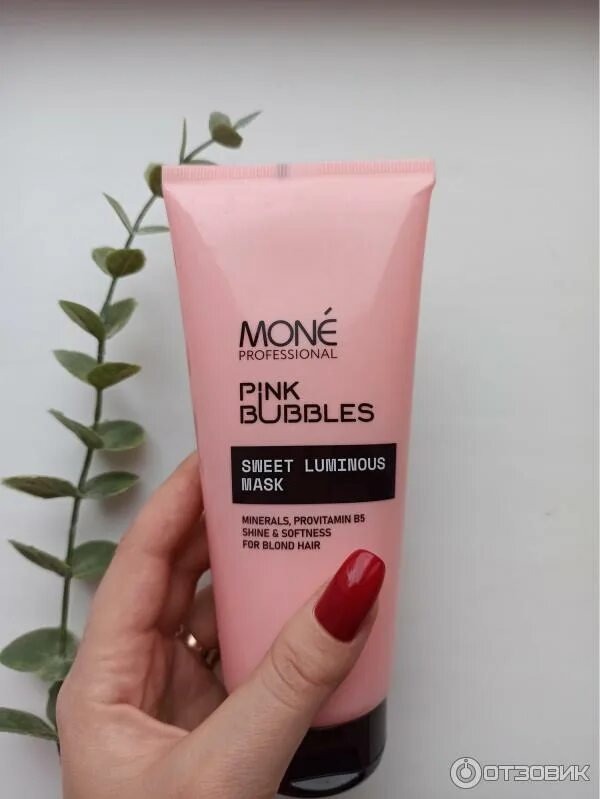 MONÉ
PROFESSIONAL
PINK
BUBBLES
SWEET LUMINOUS
MASK
MINERALS, PROVITAMIN B5
SHINE & SOFTNESS
FOR BLOND HAIR
ОТЗОВИК